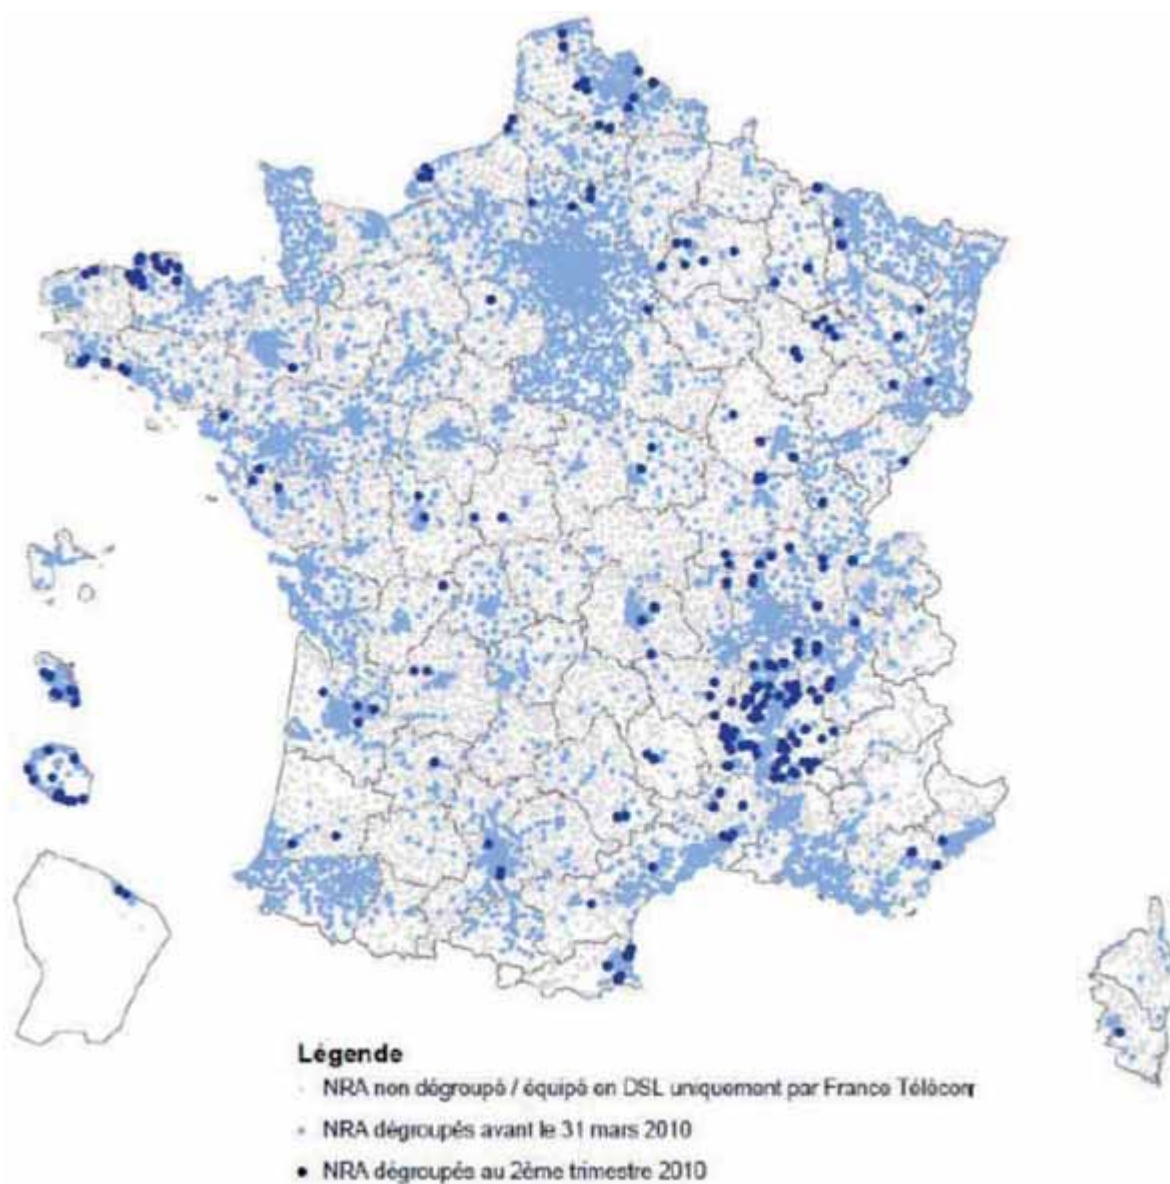 Légende
NRA non dégroupé / équipé en DSL uniquement par France Télécom
NRA dégroupés avant le 31 mars 2010
NRA dégroupés au 2ème trimestre 2010